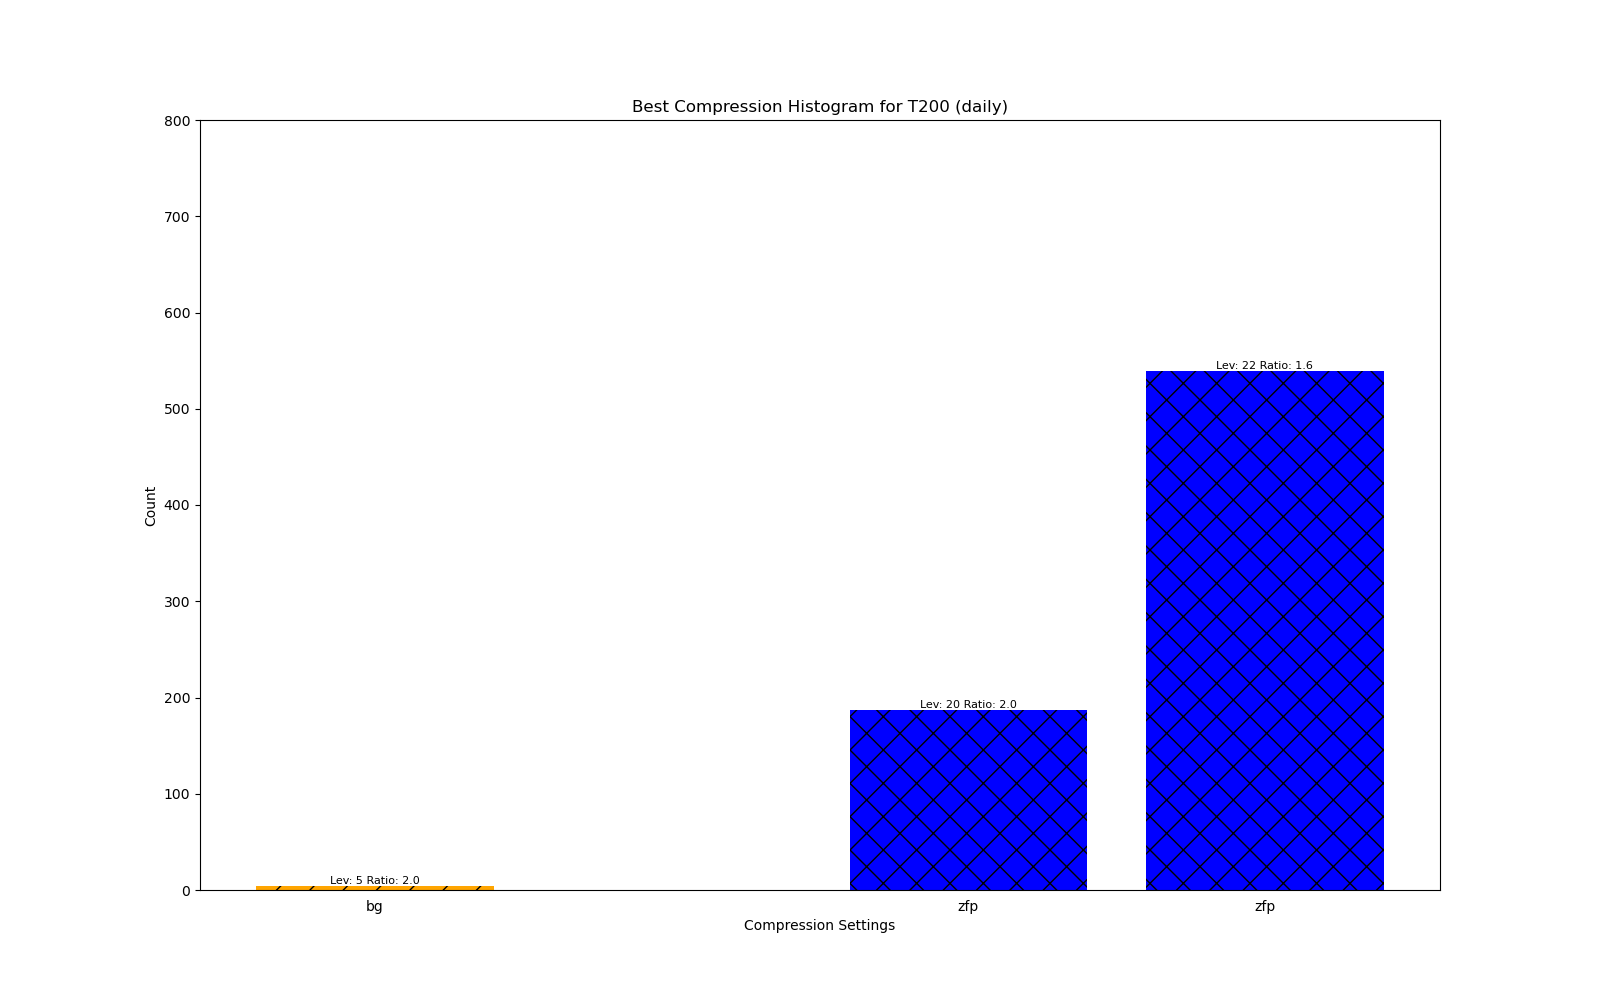 Best Compression Histogram for T200 (daily)
800
700
600
500
400
300
200
100
0
Count
Lev: 5 Ratio: 2.0
Lev: 20 Ratio: 2.0
Lev: 22 Ratio: 1.6
bg
zfp
zfp
Compression Settings